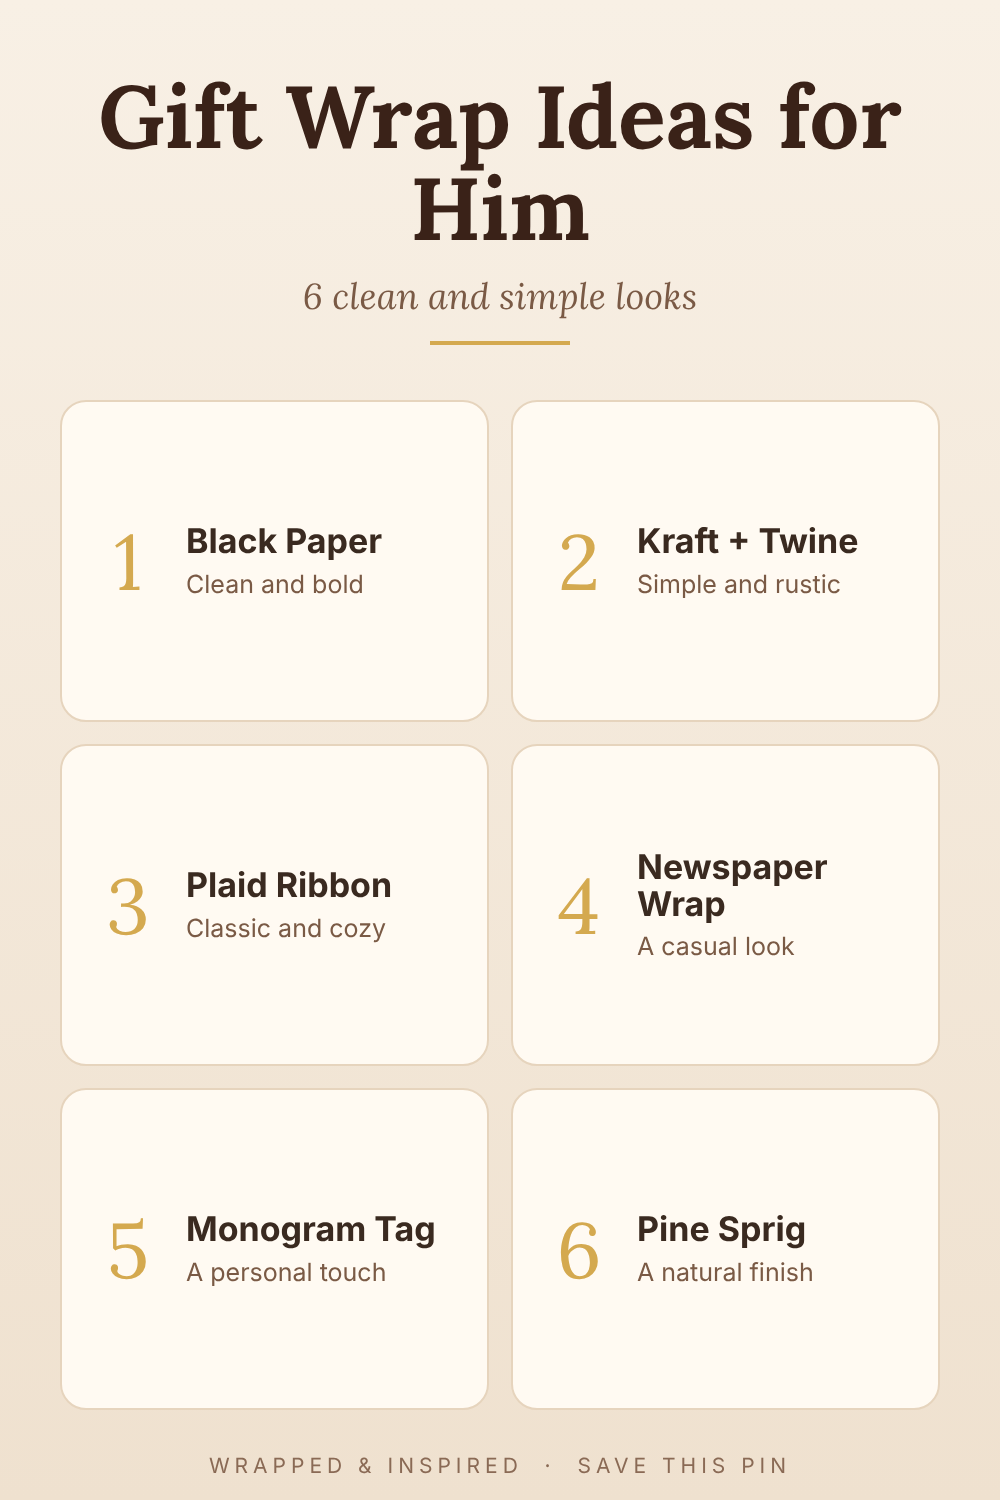 Gift Wrap Ideas for
Him
6 clean and simple looks
1
Black Paper
Clean and bold
2
Kraft + Twine
Simple and rustic
3
Plaid Ribbon
Classic and cozy
4
Newspaper
Wrap
A casual look
5
Monogram Tag
A personal touch
6
Pine Sprig
A natural finish
WRAPPED & INSPIRED · SAVE THIS PIN